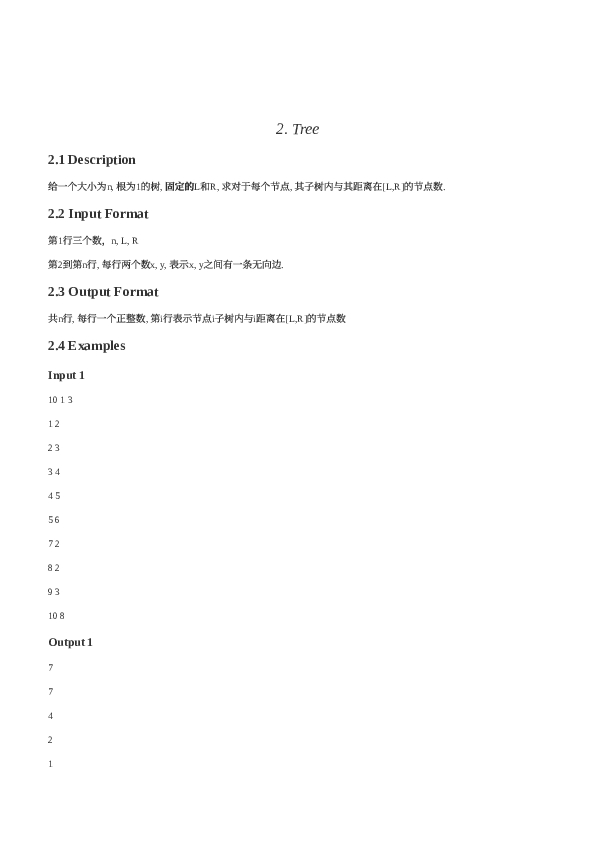 2. Tree
2.1 Description
给一个大小为n, 根为1的树, 固定的L和R, 求对于每个节点, 其子树内与其距离在[L,R]的节点数.
2.2 Input Format
第1行三个数，n, L, R
第2到第n行, 每行两个数x, y, 表示x, y之间有一条无向边.
2.3 Output Format
共n行, 每行一个正整数, 第i行表示节点i子树内与i距离在[L,R]的节点数
2.4 Examples
Input 1
10 1 3
1 2
2 3
3 4
4 5
5 6
7 2
8 2
9 3
10 8
Output 1
7
7
4
2
1